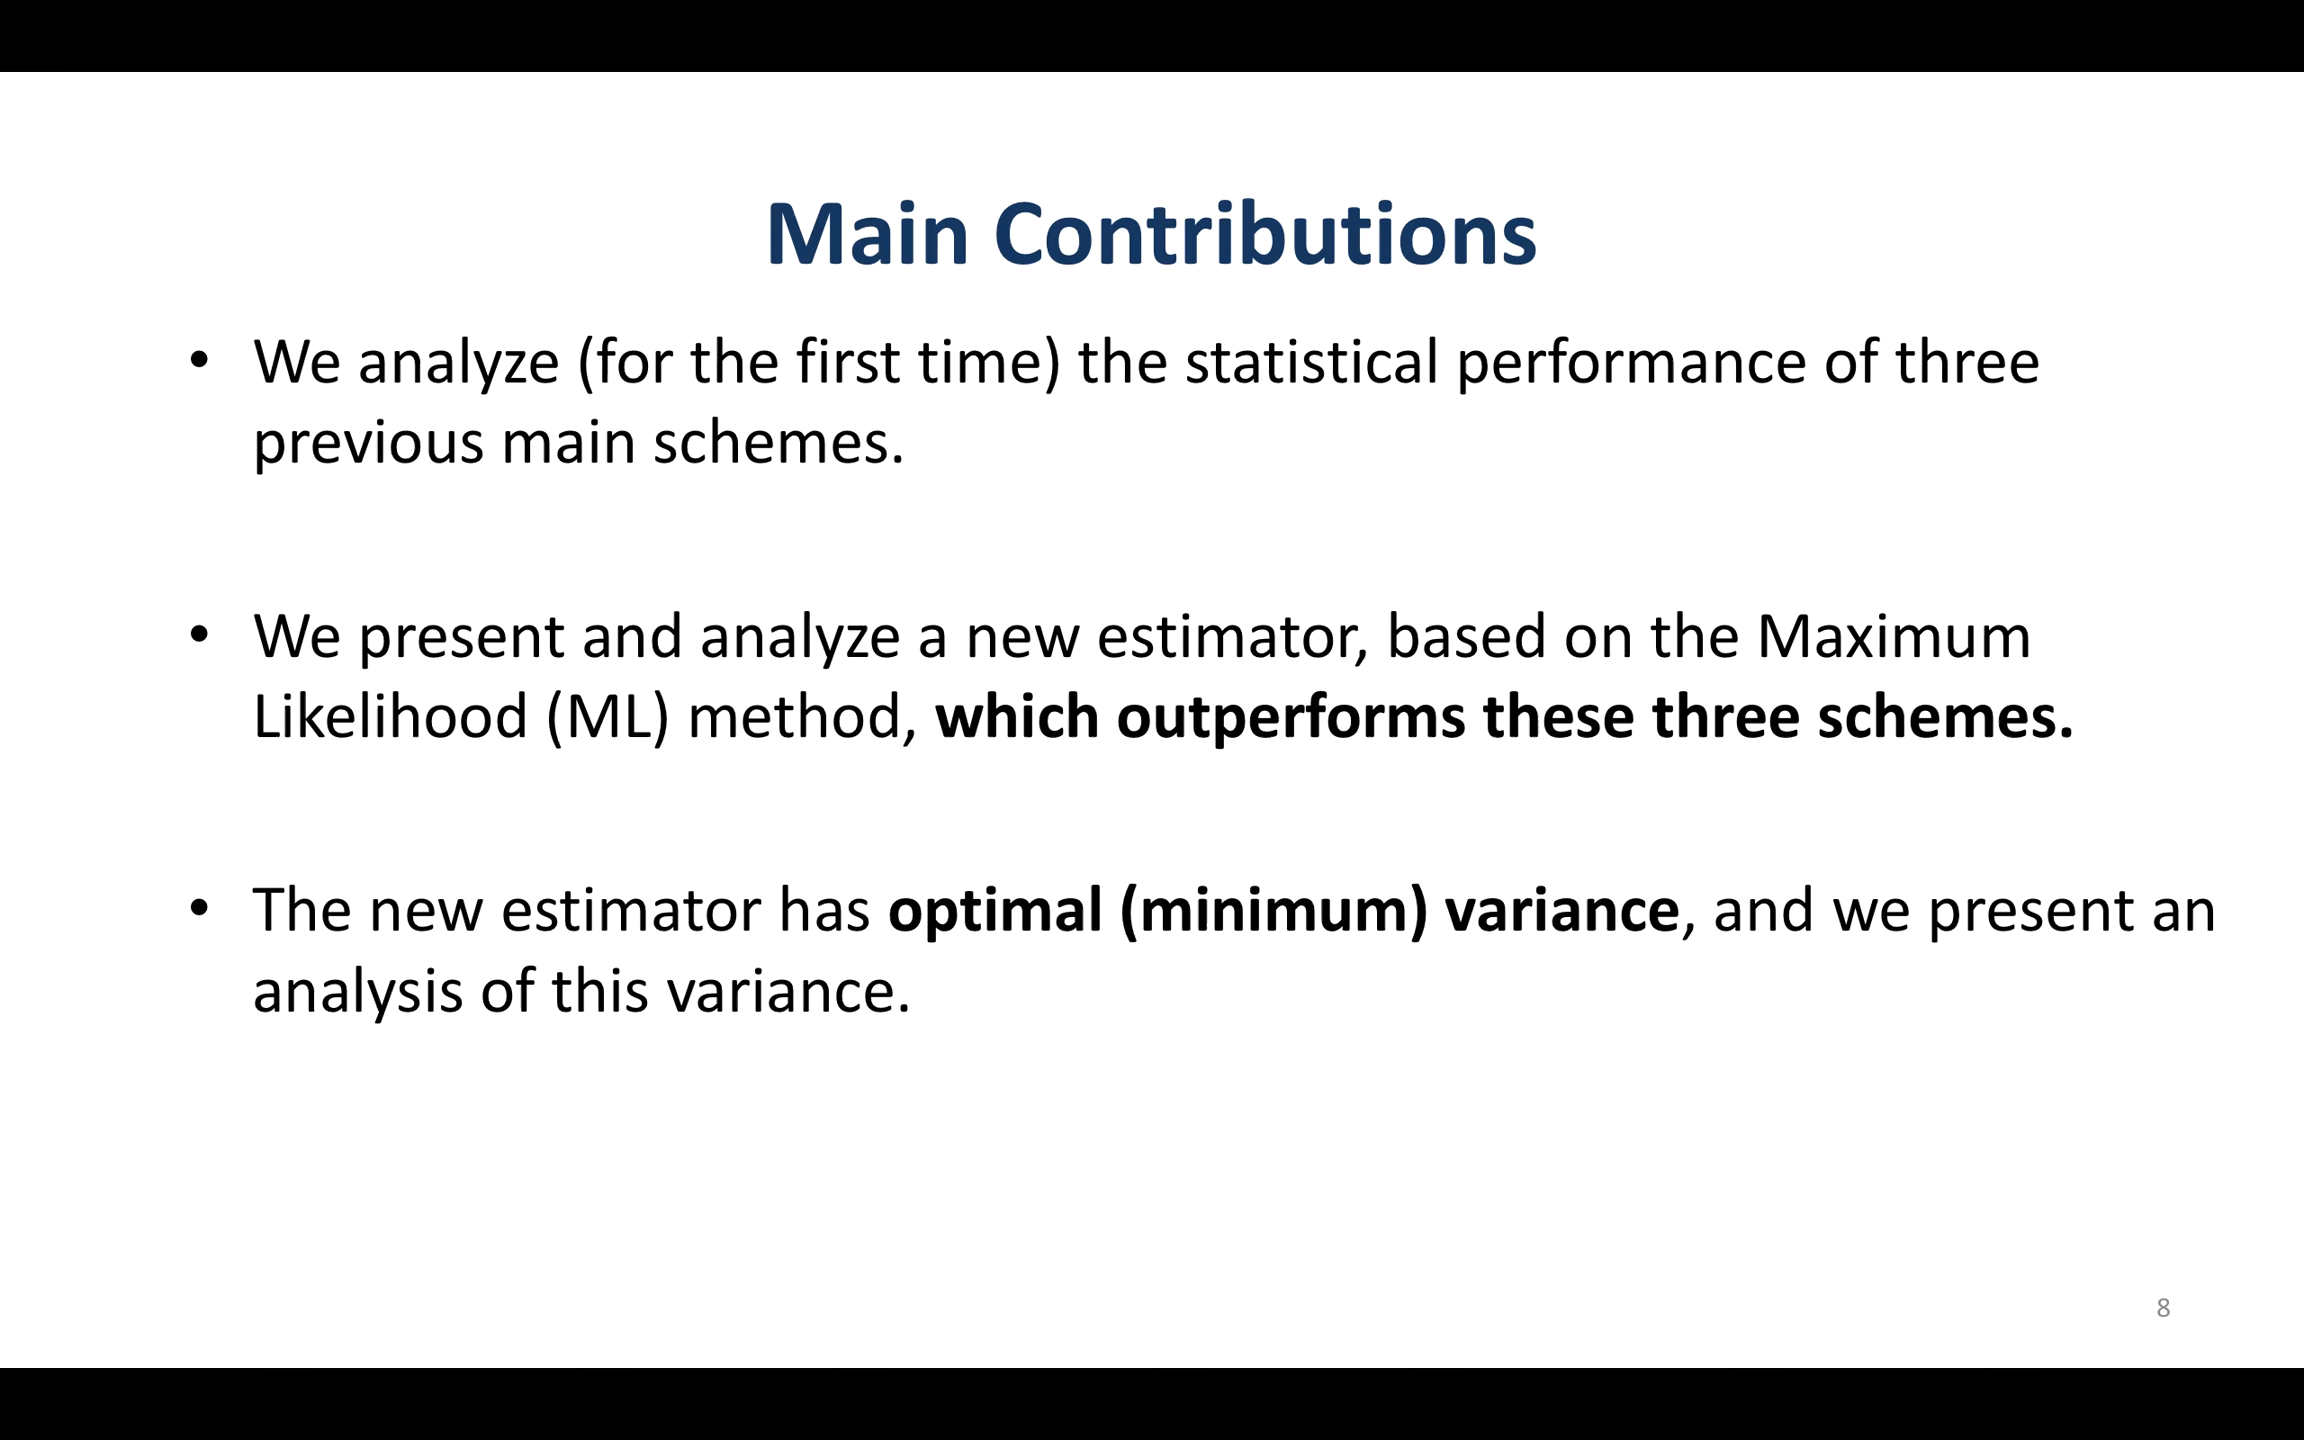 Main Contributions
• We analyze (for the first time) the statistical performance of three
previous main schemes.
• We present and analyze a new estimator, based on the Maximum
Likelihood (ML) method, which outperforms these three schemes.
• The new estimator has optimal (minimum) variance, and we present an
analysis of this variance.
8